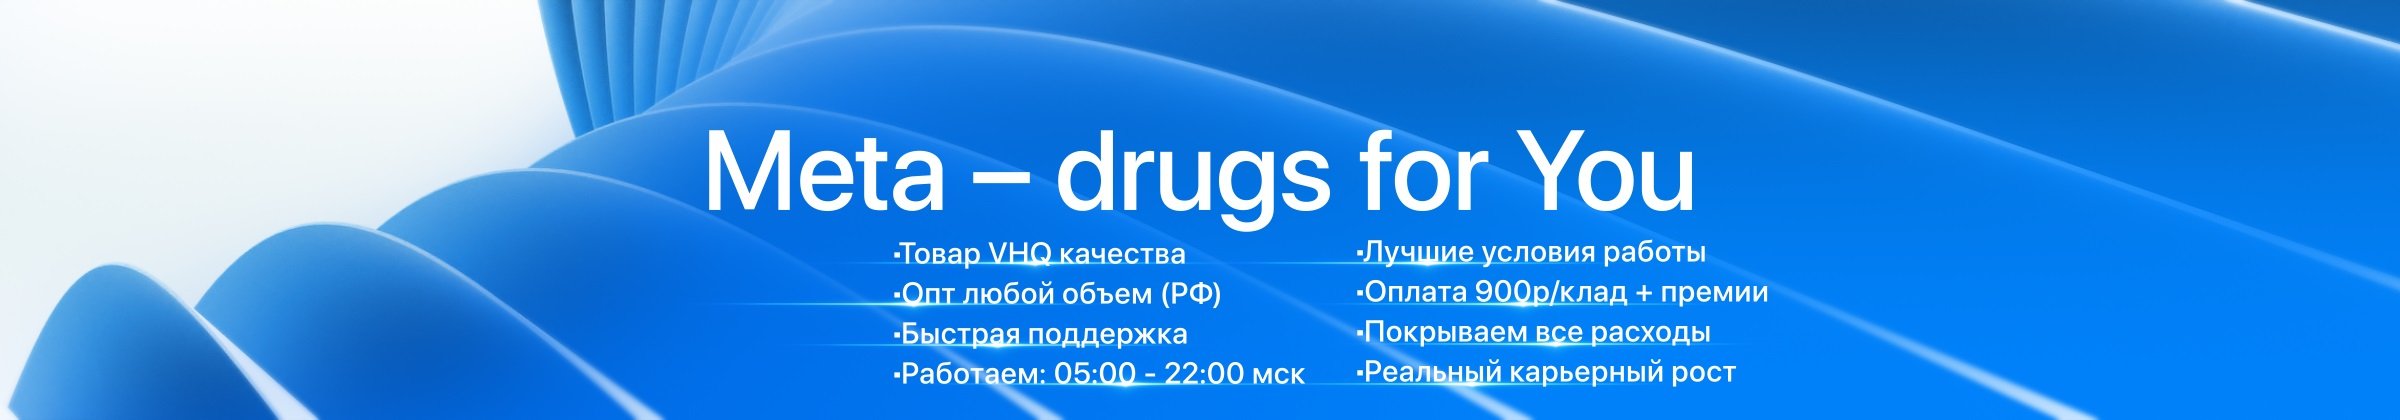 Meta – drugs for You
·Товар VHQ качества
·Опт любой объем (РФ)
·Быстрая поддержка
·Работаем: 05:00 - 22:00 мск
·Лучшие условия работы
·Оплата 900р/клад + премии
·Покрываем все расходы
·Реальный карьерный рост